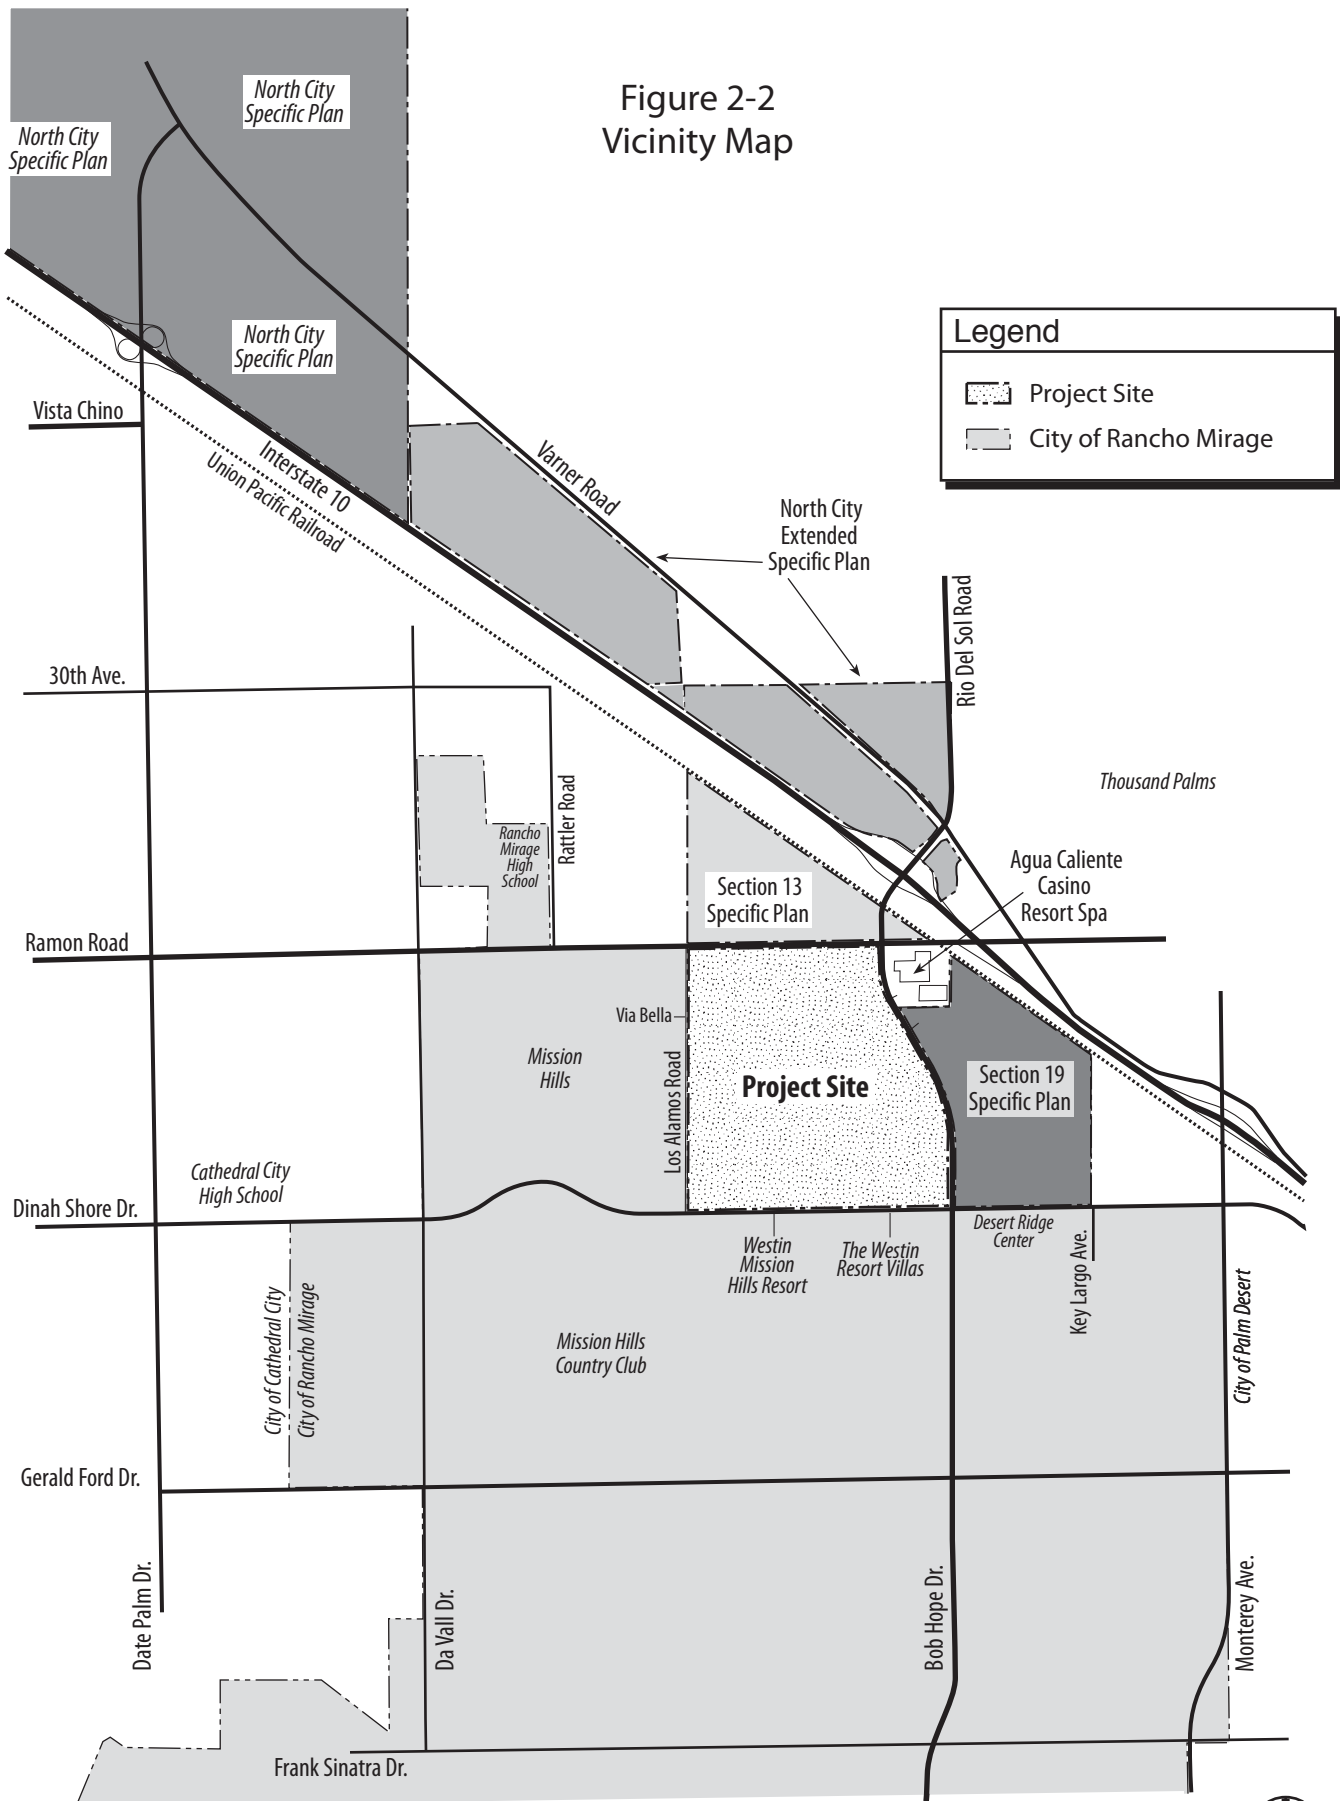 Figure 2-2
Vicinity Map
North City
Specific Plan
North City
Specific Plan
North City
Specific Plan
Legend
Project Site
City of Rancho Mirage
Vista Chino
Interstate 10
Union Pacific Railroad
Varner Road
North City
Extended
Specific Plan
Rio Del Sol Road
30th Ave.
Thousand Palms
Rattler Road
Rancho
Mirage
High
School
Agua Caliente
Casino
Resort Spa
Section 13
Specific Plan
Ramon Road
Via Bella
Mission
Hills
Los Alamos Road
Project Site
Section 19
Specific Plan
Cathedral City
High School
Dinah Shore Dr.
Westin
Mission
Hills Resort
The Westin
Resort Villas
Desert Ridge
Center
Key Largo Ave.
City of Cathedral City
City of Rancho Mirage
Mission Hills
Country Club
City of Palm Desert
Gerald Ford Dr.
Date Palm Dr.
Da Vall Dr.
Bob Hope Dr.
Monterey Ave.
Frank Sinatra Dr.